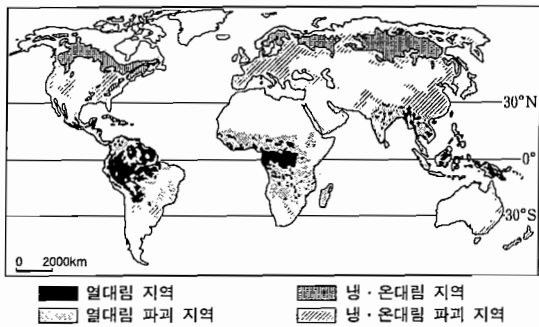 30°N
0°
30°S
0 2000km
열대림 지역 냉·온대림 지역
열대림 파괴 지역 냉·온대림 파괴 지역